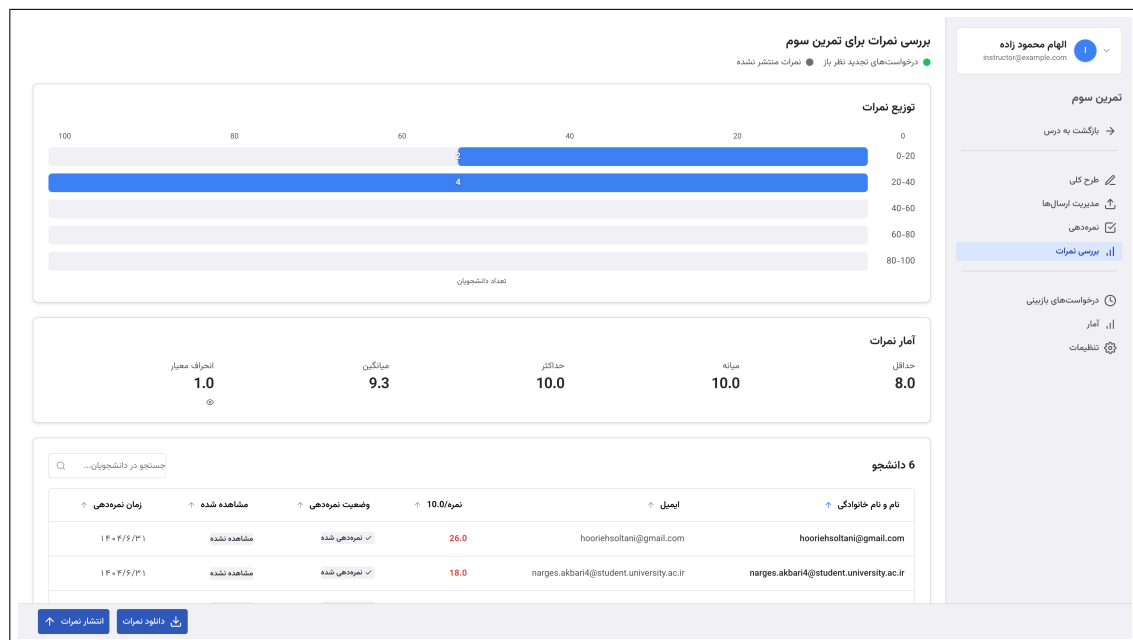 الهام محمود زاده
ا
instructor@example.com
تمرین سوم
بازگشت به درس
طرح کلی
مدیریت ارسال‌ها
نمره‌دهی
بررسی نمرات
درخواست‌های بازبینی
آمار
تنظیمات
بررسی نمرات برای تمرین سوم
درخواست‌های تجدید نظر باز نمرات منتشر نشده
توزیع نمرات
0 20 40 60 80 100
0-20 2
20-40 4
40-60
60-80
80-100
تعداد دانشجویان
آمار نمرات
حداقل میانه حداکثر میانگین انحراف معیار
8.0 10.0 10.0 9.3 1.0
6 دانشجو
جستجو در دانشجویان...
نام و نام خانوادگی ایمیل نمره/10.0 وضعیت نمره‌دهی مشاهده شده زمان نمره‌دهی
hooriehsoltani@gmail.com hooriehsoltani@gmail.com 26.0 نمره‌دهی شده مشاهده نشده ۱۴۰۴/۶/۳۱
narges.akbari4@student.university.ac.ir narges.akbari4@student.university.ac.ir 18.0 نمره‌دهی شده مشاهده نشده ۱۴۰۴/۶/۳۱
دانلود نمرات انتشار نمرات